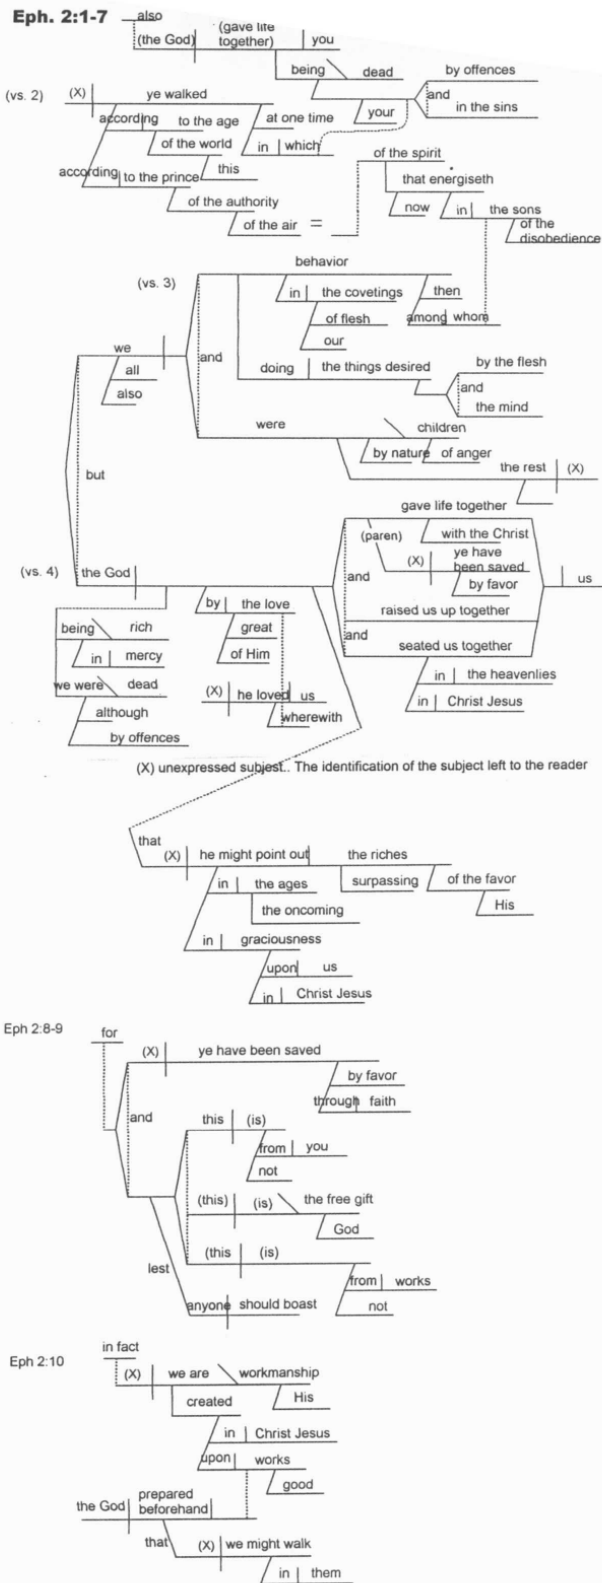 Eph. 2:1-7
also
(the God) (gave life together) you
being dead by offences
your and in the sins
(vs. 2) (X) ye walked
according to the age at one time
of the world in which
this
according to the prince
of the authority
of the air =
of the spirit
that energiseth
now in the sons
of the disobedience
(vs. 3)
behavior
in the covetings then
of flesh among whom
our
we
all
also
and
doing the things desired by the flesh
and
the mind
were children
by nature of anger
the rest (X)
but
gave life together
(paren) with the Christ
(X) ye have been saved
by favor
(vs. 4) the God
and
us
raised us up together
and
seated us together
in the heavenlies
in Christ Jesus
by the love
great
of Him
(X) he loved us
wherewith
being rich
in mercy
we were dead
although
by offences
(X) unexpressed subjest.. The identification of the subject left to the reader
that
(X) he might point out the riches
in the ages surpassing of the favor
the oncoming His
in graciousness
upon us
in Christ Jesus
Eph 2:8-9
for
(X) ye have been saved
by favor
through faith
and
this (is)
from you
not
(this) (is) the free gift
God
(this (is)
from works
not
lest
anyone should boast
Eph 2:10
in fact
(X) we are workmanship
created His
in Christ Jesus
upon works
good
the God prepared beforehand
that (X) we might walk
in them